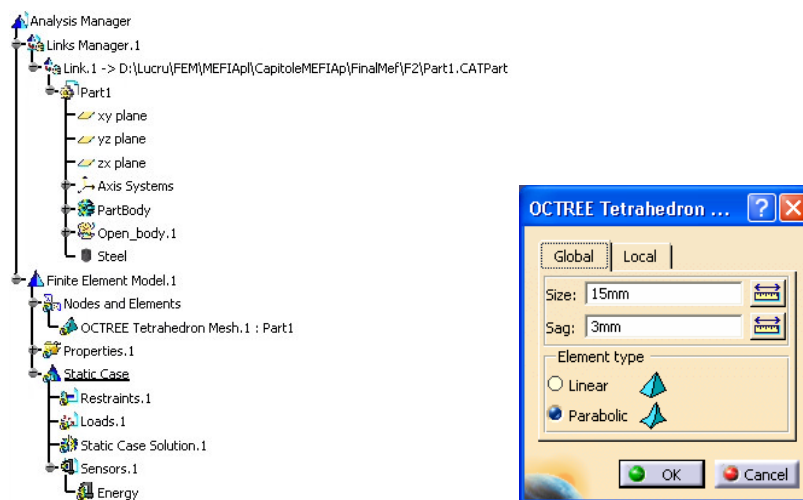 Analysis Manager
Links Manager.1
Link.1 -> D:\Lucru\FEM\MEFIApl\CapitoleMEFIAp\FinalMef\F2\Part1.CATPart
Part1
xy plane
yz plane
zx plane
Axis Systems
PartBody
Open_body.1
Steel
Finite Element Model.1
Nodes and Elements
OCTREE Tetrahedron Mesh.1 : Part1
Properties.1
Static Case
Restraints.1
Loads.1
Static Case Solution.1
Sensors.1
Energy
OCTREE Tetrahedron ...
Global Local
Size: 15mm
Sag: 3mm
Element type
Linear
Parabolic
OK Cancel